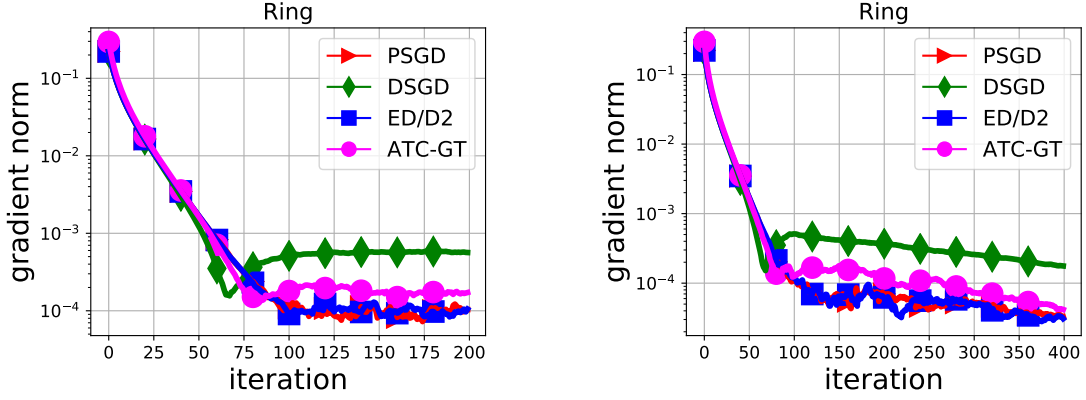 Ring
gradient norm
10⁻¹
10⁻²
10⁻³
10⁻⁴
PSGD
DSGD
ED/D2
ATC-GT
0 25 50 75 100 125 150 175 200
iteration
Ring
gradient norm
10⁻¹
10⁻²
10⁻³
10⁻⁴
PSGD
DSGD
ED/D2
ATC-GT
0 50 100 150 200 250 300 350 400
iteration